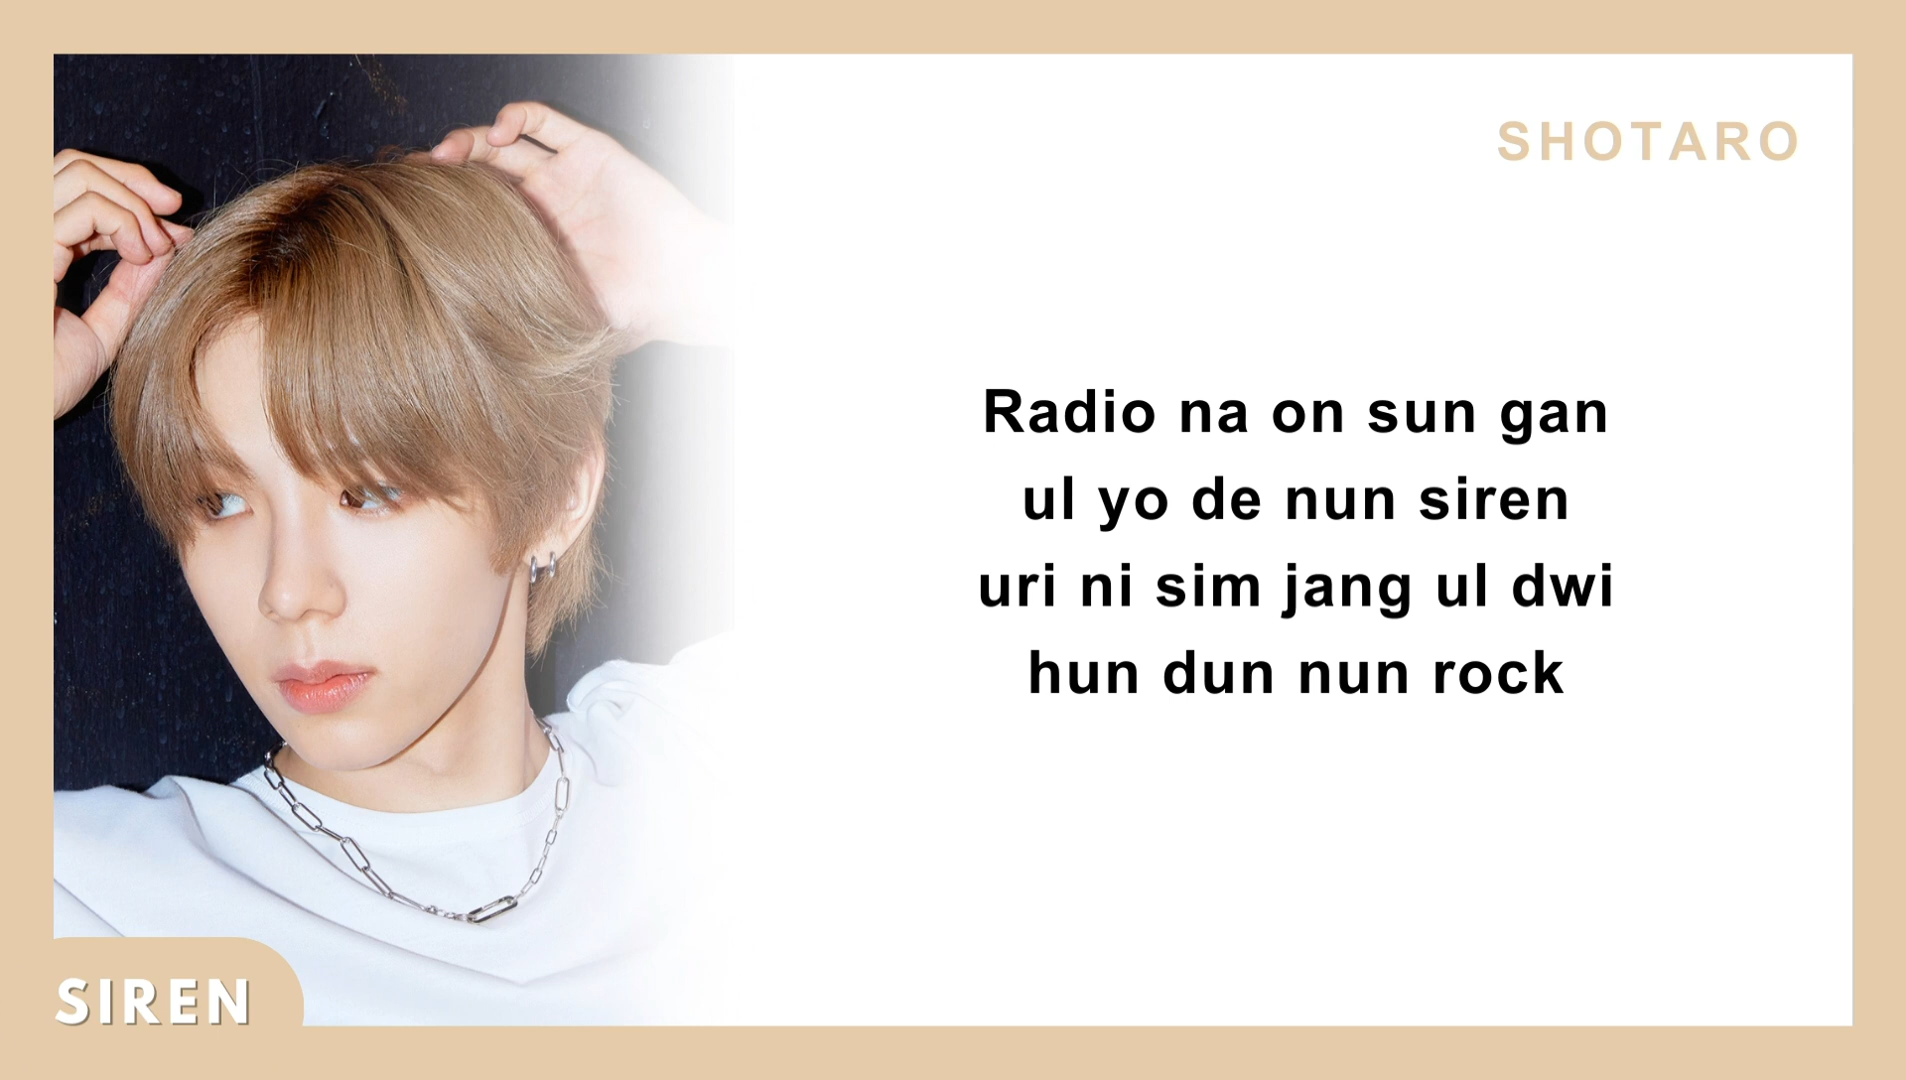 SHOTARO
Radio na on sun gan
ul yo de nun siren
uri ni sim jang ul dwi
hun dun nun rock
SIREN